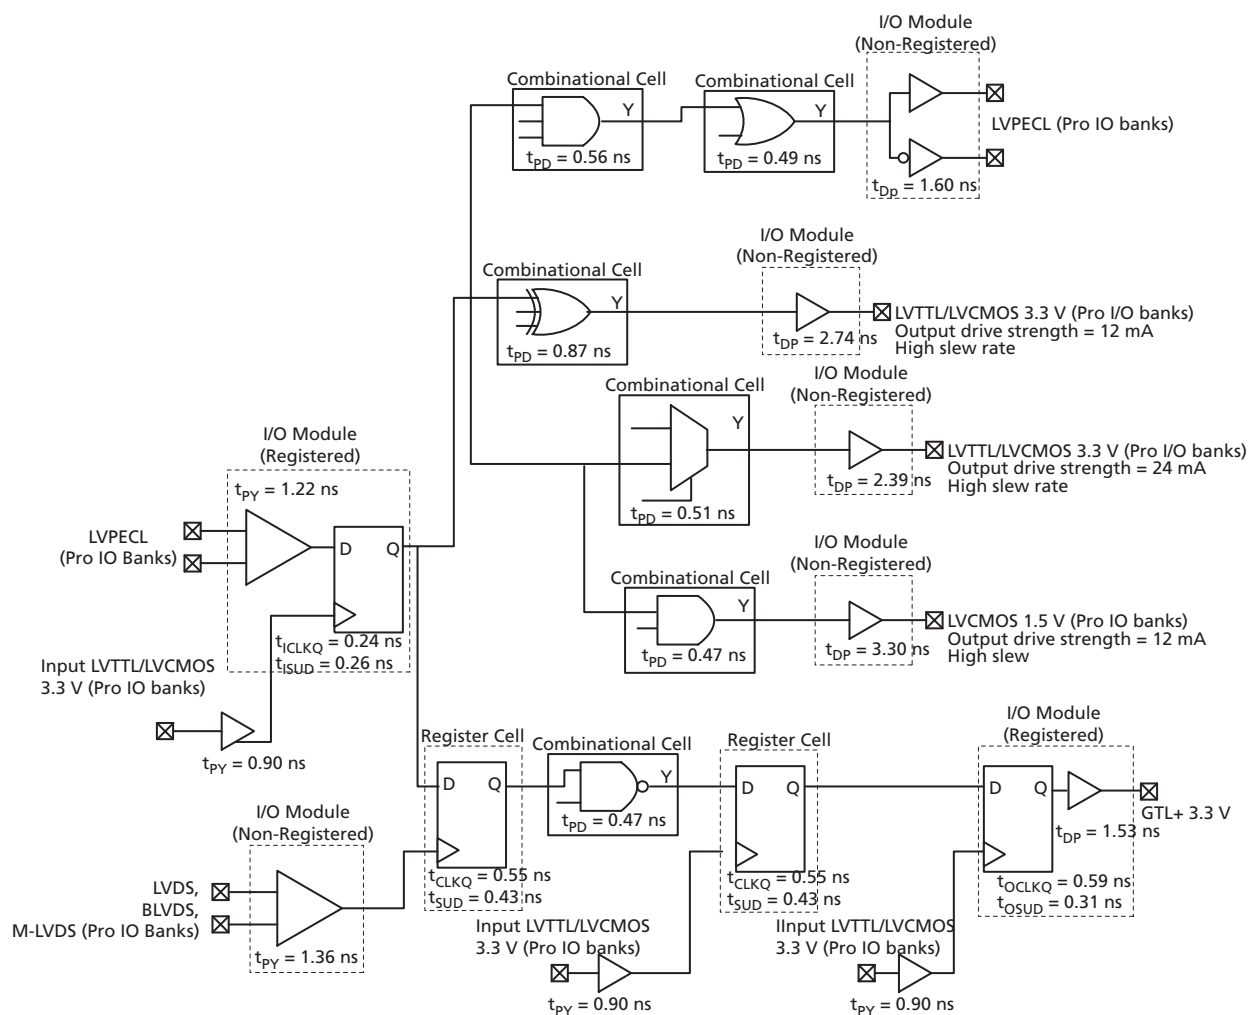 I/O Module
(Non-Registered)
Combinational Cell
Combinational Cell
Y
Y
LVPECL (Pro IO banks)
tPD = 0.56 ns
tPD = 0.49 ns
tDp = 1.60 ns
I/O Module
(Non-Registered)
Combinational Cell
Y
LVTTL/LVCMOS 3.3 V (Pro I/O banks)
Output drive strength = 12 mA
High slew rate
tDP = 2.74 ns
tPD = 0.87 ns
I/O Module
(Non-Registered)
Combinational Cell
Y
LVTTL/LVCMOS 3.3 V (Pro I/O banks)
Output drive strength = 24 mA
High slew rate
tDP = 2.39 ns
tPD = 0.51 ns
I/O Module
(Registered)
tPY = 1.22 ns
LVPECL
(Pro IO Banks)
D
Q
tICLKQ = 0.24 ns
tISUD = 0.26 ns
I/O Module
(Non-Registered)
Combinational Cell
Y
LVCMOS 1.5 V (Pro IO banks)
Output drive strength = 12 mA
High slew
tDP = 3.30 ns
tPD = 0.47 ns
Input LVTTL/LVCMOS
3.3 V (Pro IO banks)
tPY = 0.90 ns
Register Cell
D
Q
tCLKQ = 0.55 ns
tSUD = 0.43 ns
Combinational Cell
Y
tPD = 0.47 ns
Register Cell
D
Q
tCLKQ = 0.55 ns
tSUD = 0.43 ns
I/O Module
(Registered)
D
Q
GTL+ 3.3 V
tDP = 1.53 ns
tOCLKQ = 0.59 ns
tOSUD = 0.31 ns
I/O Module
(Non-Registered)
LVDS,
BLVDS,
M-LVDS (Pro IO Banks)
tPY = 1.36 ns
Input LVTTL/LVCMOS
3.3 V (Pro IO banks)
tPY = 0.90 ns
IInput LVTTL/LVCMOS
3.3 V (Pro IO banks)
tPY = 0.90 ns